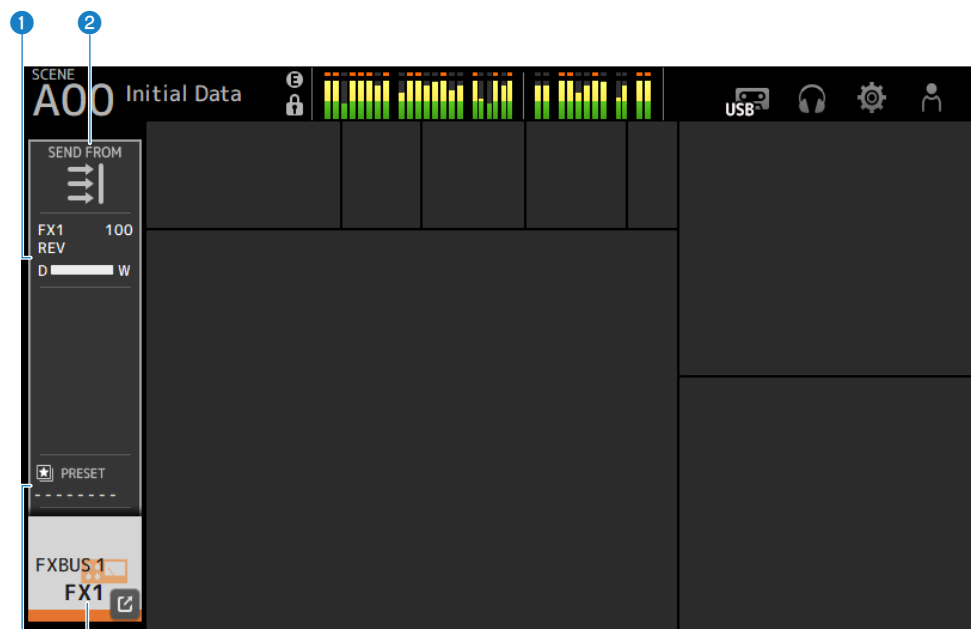 1 2
SCENE
A00 Initial Data
E
USB
SEND FROM
FX1 100
REV
D W
PRESET
--------
FXBUS 1
FX1